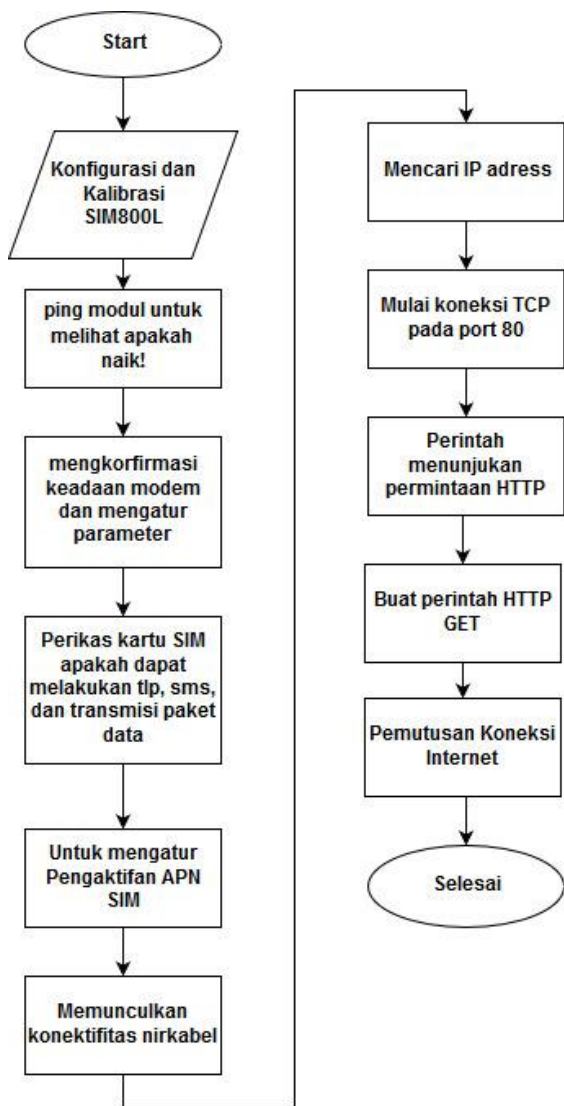 Start
Konfigurasi dan
Kalibrasi
SIM800L
ping modul untuk
melihat apakah
naik!
mengkorfirmasi
keadaan modem
dan mengatur
parameter
Perikas kartu SIM
apakah dapat
melakukan tlp, sms,
dan transmisi paket
data
Untuk mengatur
Pengaktifan APN
SIM
Memunculkan
konektifitas nirkabel
Mencari IP adress
Mulai koneksi TCP
pada port 80
Perintah
menunjukan
permintaan HTTP
Buat perintah HTTP
GET
Pemutusan Koneksi
Internet
Selesai